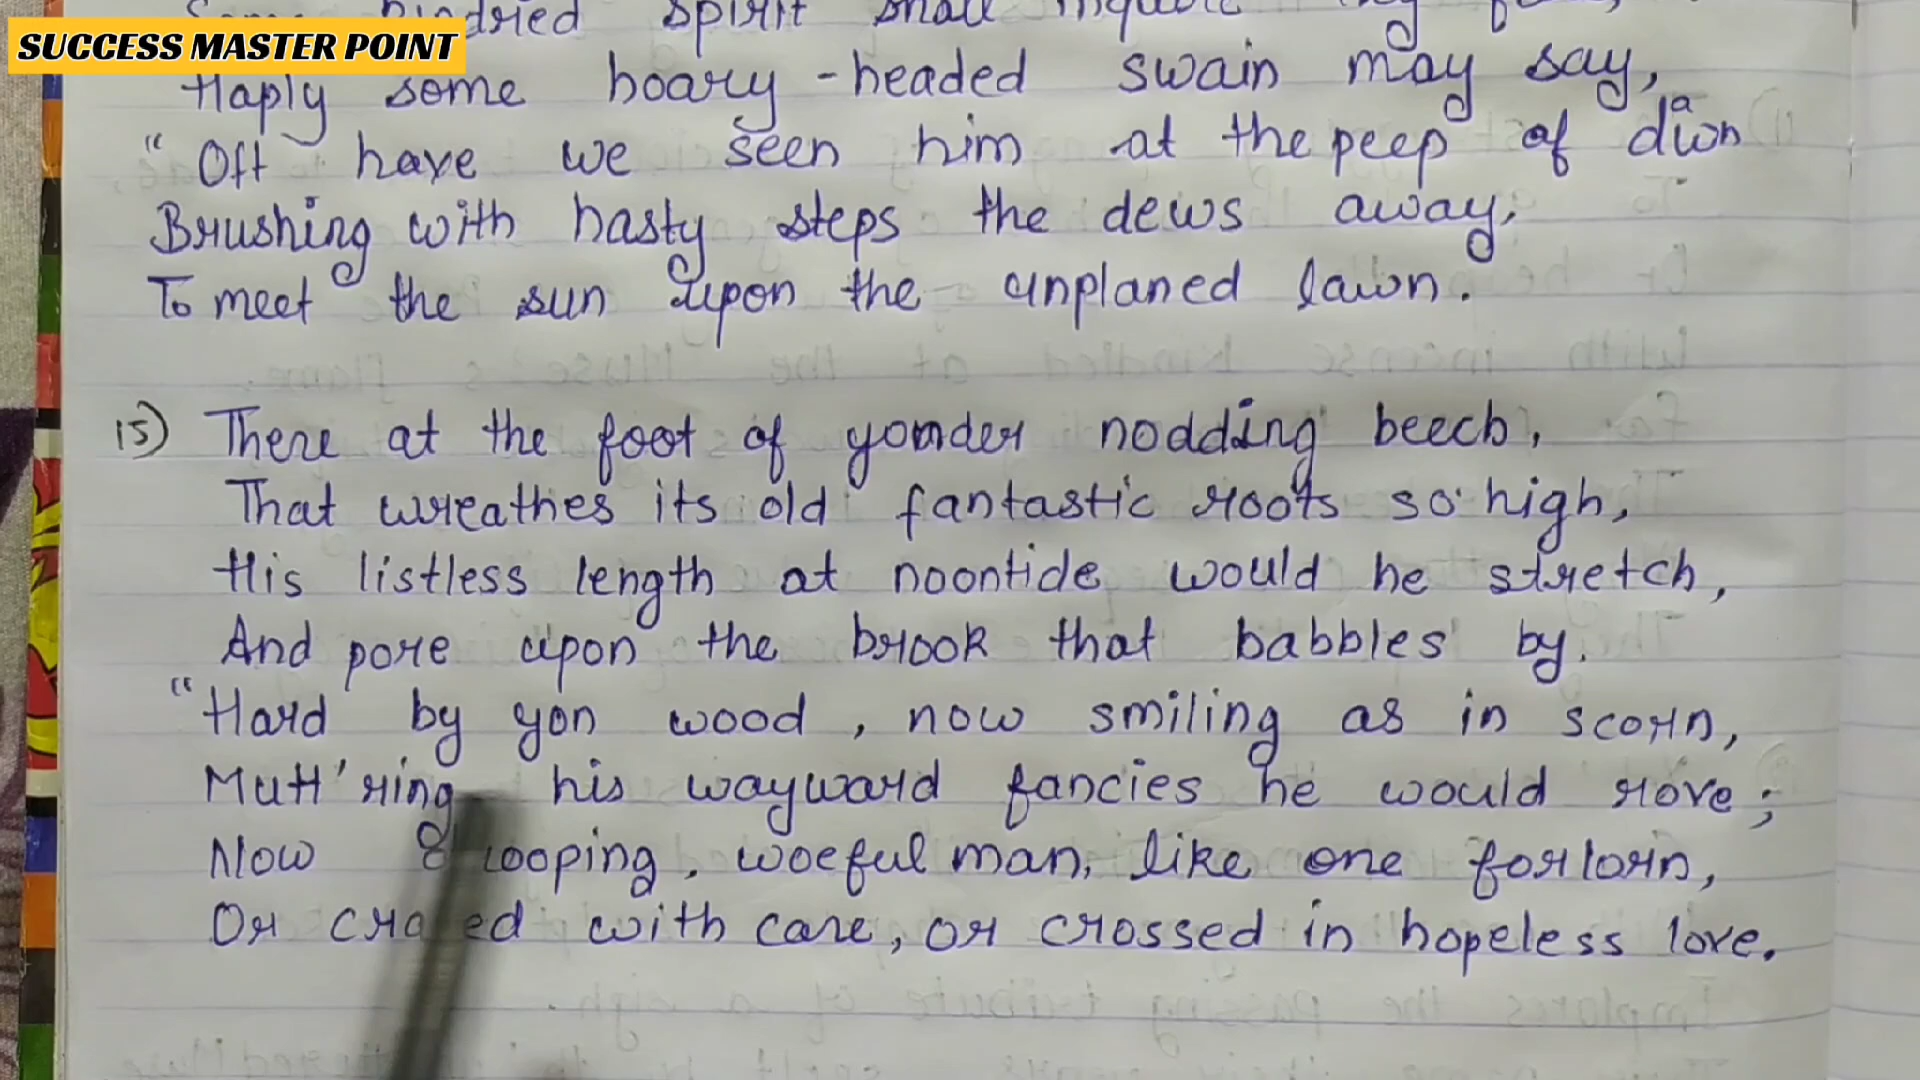 SUCCESS MASTER POINT
kindred spirit shall
Haply some hoary-headed swain may say,
"Oft have we seen him at the peep of dawn
Brushing with hasty steps the dews away,
To meet the sun upon the unplaned lawn.
15) There at the foot of yonder nodding beech,
That wreathes its old fantastic roots so high,
His listless length at noontide would he stretch,
And pore upon the brook that babbles by.
"Hard by yon wood, now smiling as in scorn,
Mutt'ring his wayward fancies he would rove;
Now woeful man, like one forlorn,
Or with care, or crossed in hopeless love.